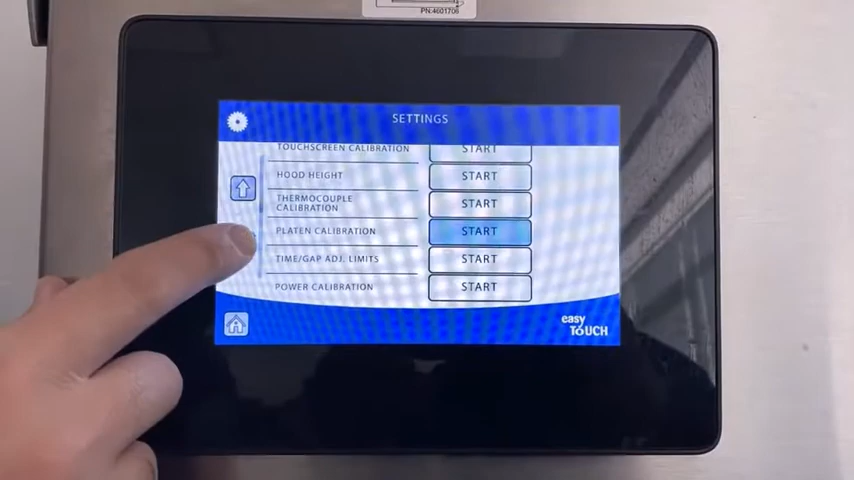 PN:4601706
SETTINGS
TOUCHSCREEN CALIBRATION START
HOOD HEIGHT START
THERMOCOUPLE
CALIBRATION START
PLATEN CALIBRATION START
TIME/GAP ADJ. LIMITS START
POWER CALIBRATION START
easy
TOUCH